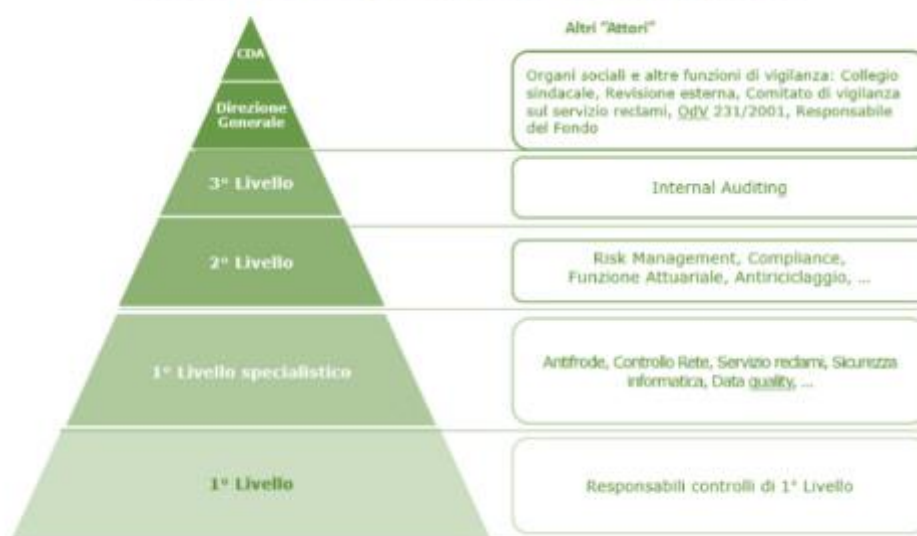 Altri "Attori"
CDA
Direzione
Generale
Organi sociali e altre funzioni di vigilanza: Collegio
sindacale, Revisione esterna, Comitato di vigilanza
sul servizio reclami, OdV 231/2001, Responsabile
del Fondo
3° Livello
Internal Auditing
2° Livello
Risk Management, Compliance,
Funzione Attuariale, Antiriciclaggio, ...
1° Livello specialistico
Antifrode, Controllo Rete, Servizio reclami, Sicurezza
informatica, Data quality, ...
1° Livello
Responsabili controlli di 1° Livello